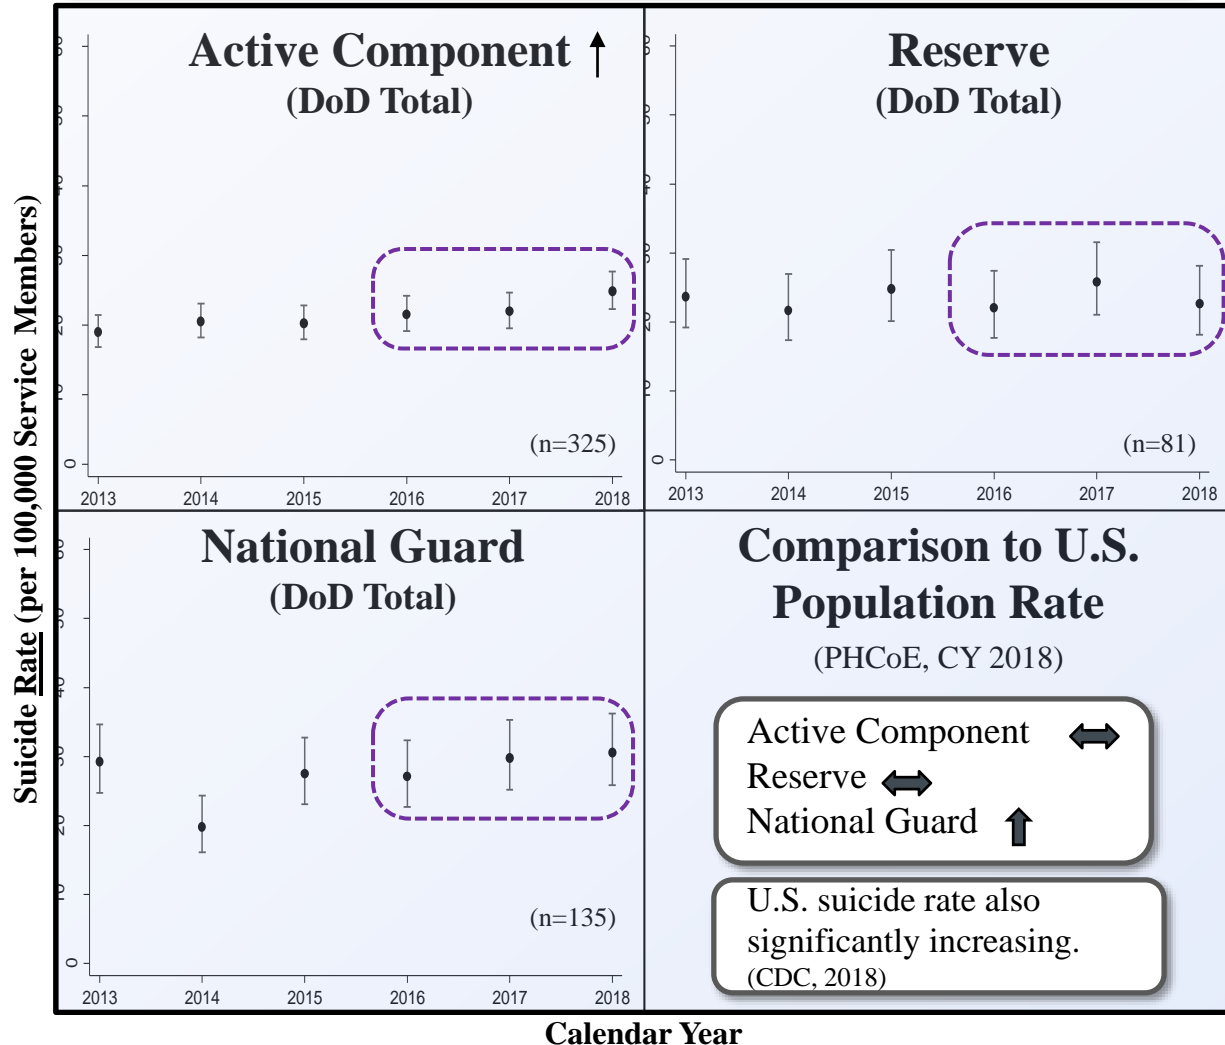 Suicide Rate (per 100,000 Service Members)
Active Component
(DoD Total)
(n=325)
0
2013 2014 2015 2016 2017 2018
Reserve
(DoD Total)
(n=81)
0
2013 2014 2015 2016 2017 2018
National Guard
(DoD Total)
(n=135)
0
2013 2014 2015 2016 2017 2018
Comparison to U.S.
Population Rate
(PHCoE, CY 2018)
Active Component
Reserve
National Guard
U.S. suicide rate also
significantly increasing.
(CDC, 2018)
Calendar Year